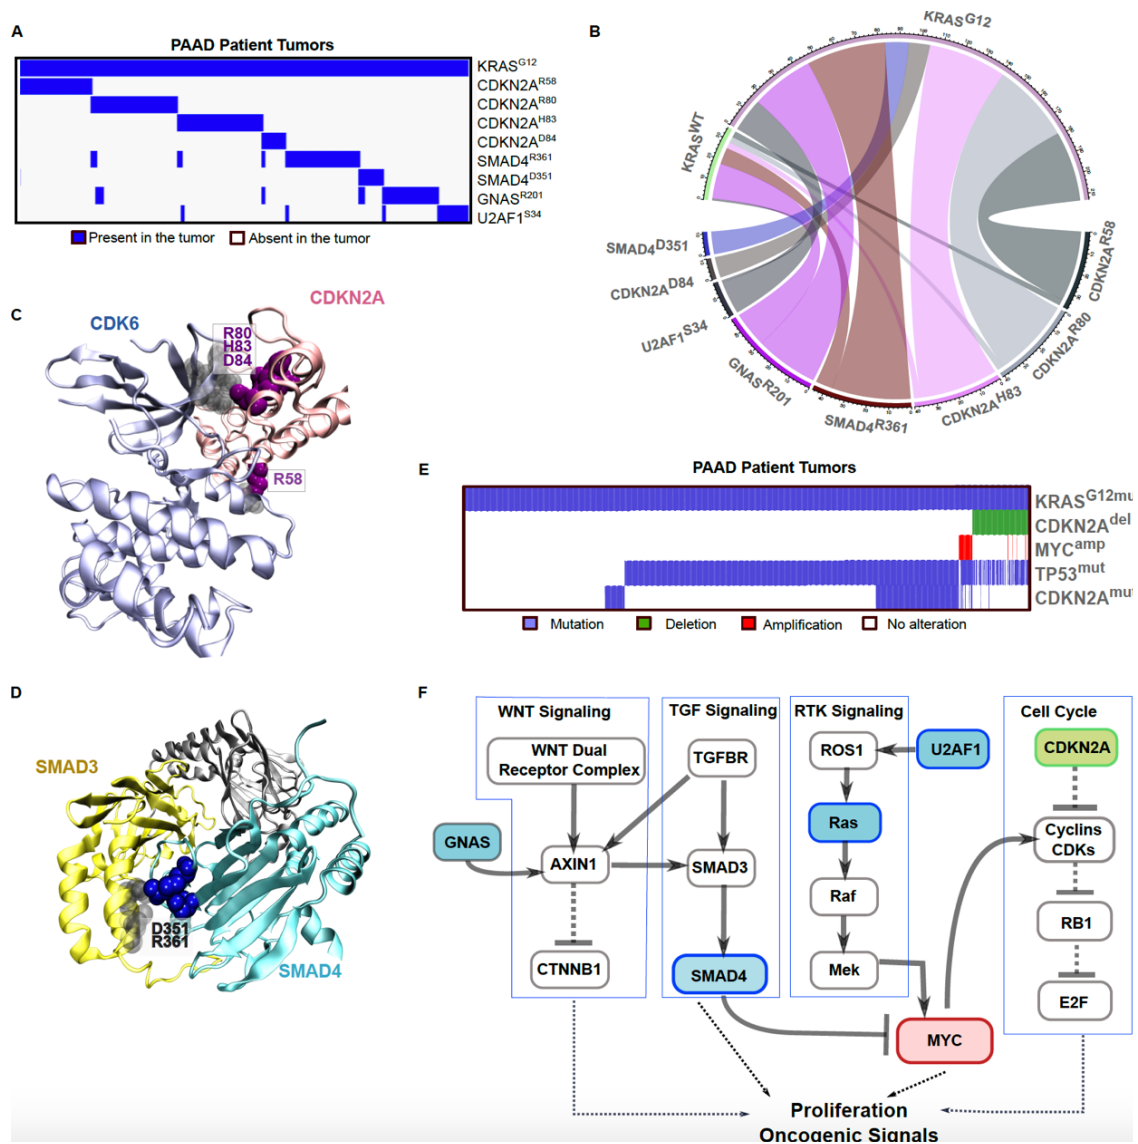 A
PAAD Patient Tumors
KRASG12
CDKN2AR58
CDKN2AR80
CDKN2AH83
CDKN2AD84
SMAD4R361
SMAD4D351
GNASR201
U2AF1S34
Present in the tumor
Absent in the tumor
B
KRASG12
KRASWT
SMAD4D351
CDKN2AD84
U2AF1S34
GNASR201
SMAD4R361
CDKN2AH83
CDKN2AR80
CDKN2AR58
C
CDK6
CDKN2A
R80
H83
D84
R58
E
PAAD Patient Tumors
KRASG12mu
CDKN2Adel
MYCamp
TP53mut
CDKN2Amut
Mutation
Deletion
Amplification
No alteration
D
SMAD3
D351
R361
SMAD4
F
WNT Signaling
WNT Dual
Receptor Complex
GNAS
AXIN1
CTNNB1
TGF Signaling
TGFBR
SMAD3
SMAD4
RTK Signaling
ROS1
U2AF1
Ras
Raf
Mek
MYC
Cell Cycle
CDKN2A
Cyclins
CDKs
RB1
E2F
Proliferation
Oncogenic Signals